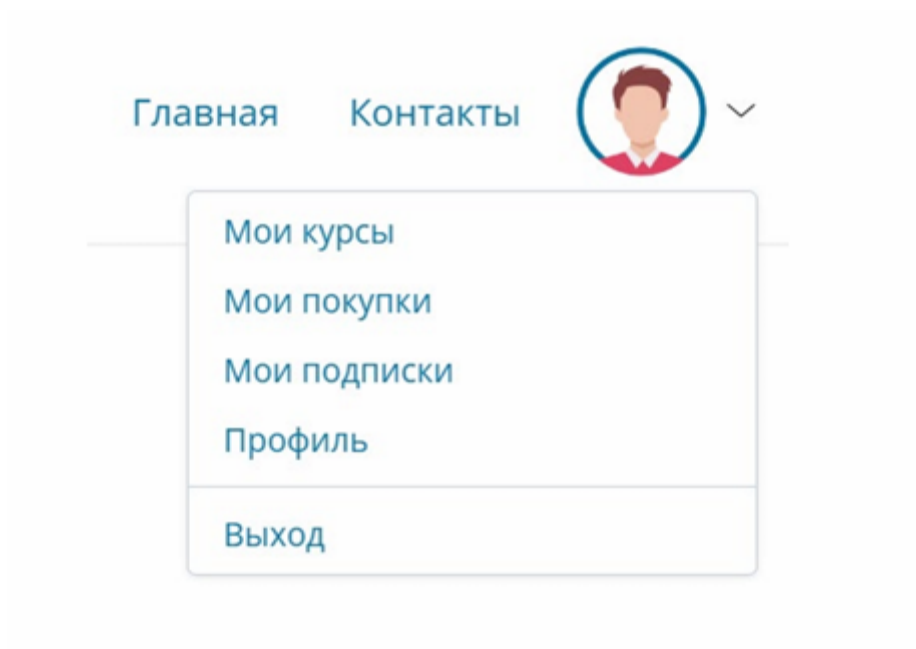 Главная Контакты
Мои курсы
Мои покупки
Мои подписки
Профиль
Выход